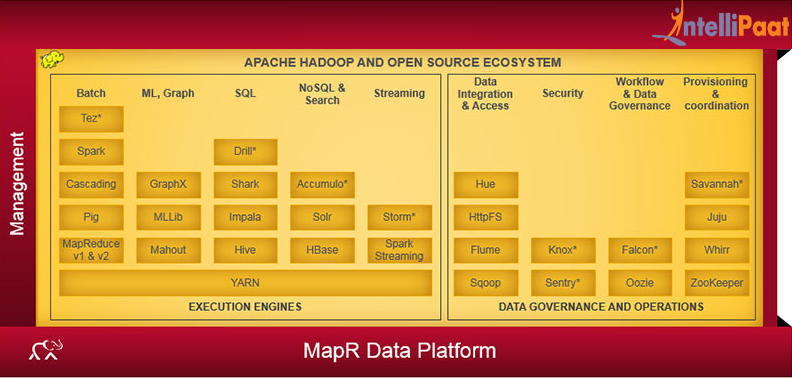 intelliPaat
APACHE HADOOP AND OPEN SOURCE ECOSYSTEM
Management
Batch
Tez*
Spark
Cascading
Pig
MapReduce
v1 & v2
ML, Graph
GraphX
MLLib
Mahout
SQL
Drill*
Shark
Impala
Hive
NoSQL &
Search
Accumulo*
Solr
HBase
Streaming
Storm*
Spark
Streaming
YARN
EXECUTION ENGINES
Data
Integration
& Access
Hue
HttpFS
Flume
Sqoop
Security
Knox*
Sentry*
Workflow
& Data
Governance
Falcon*
Oozie
Provisioning
&
coordination
Savannah*
Juju
Whirr
ZooKeeper
DATA GOVERNANCE AND OPERATIONS
MapR Data Platform